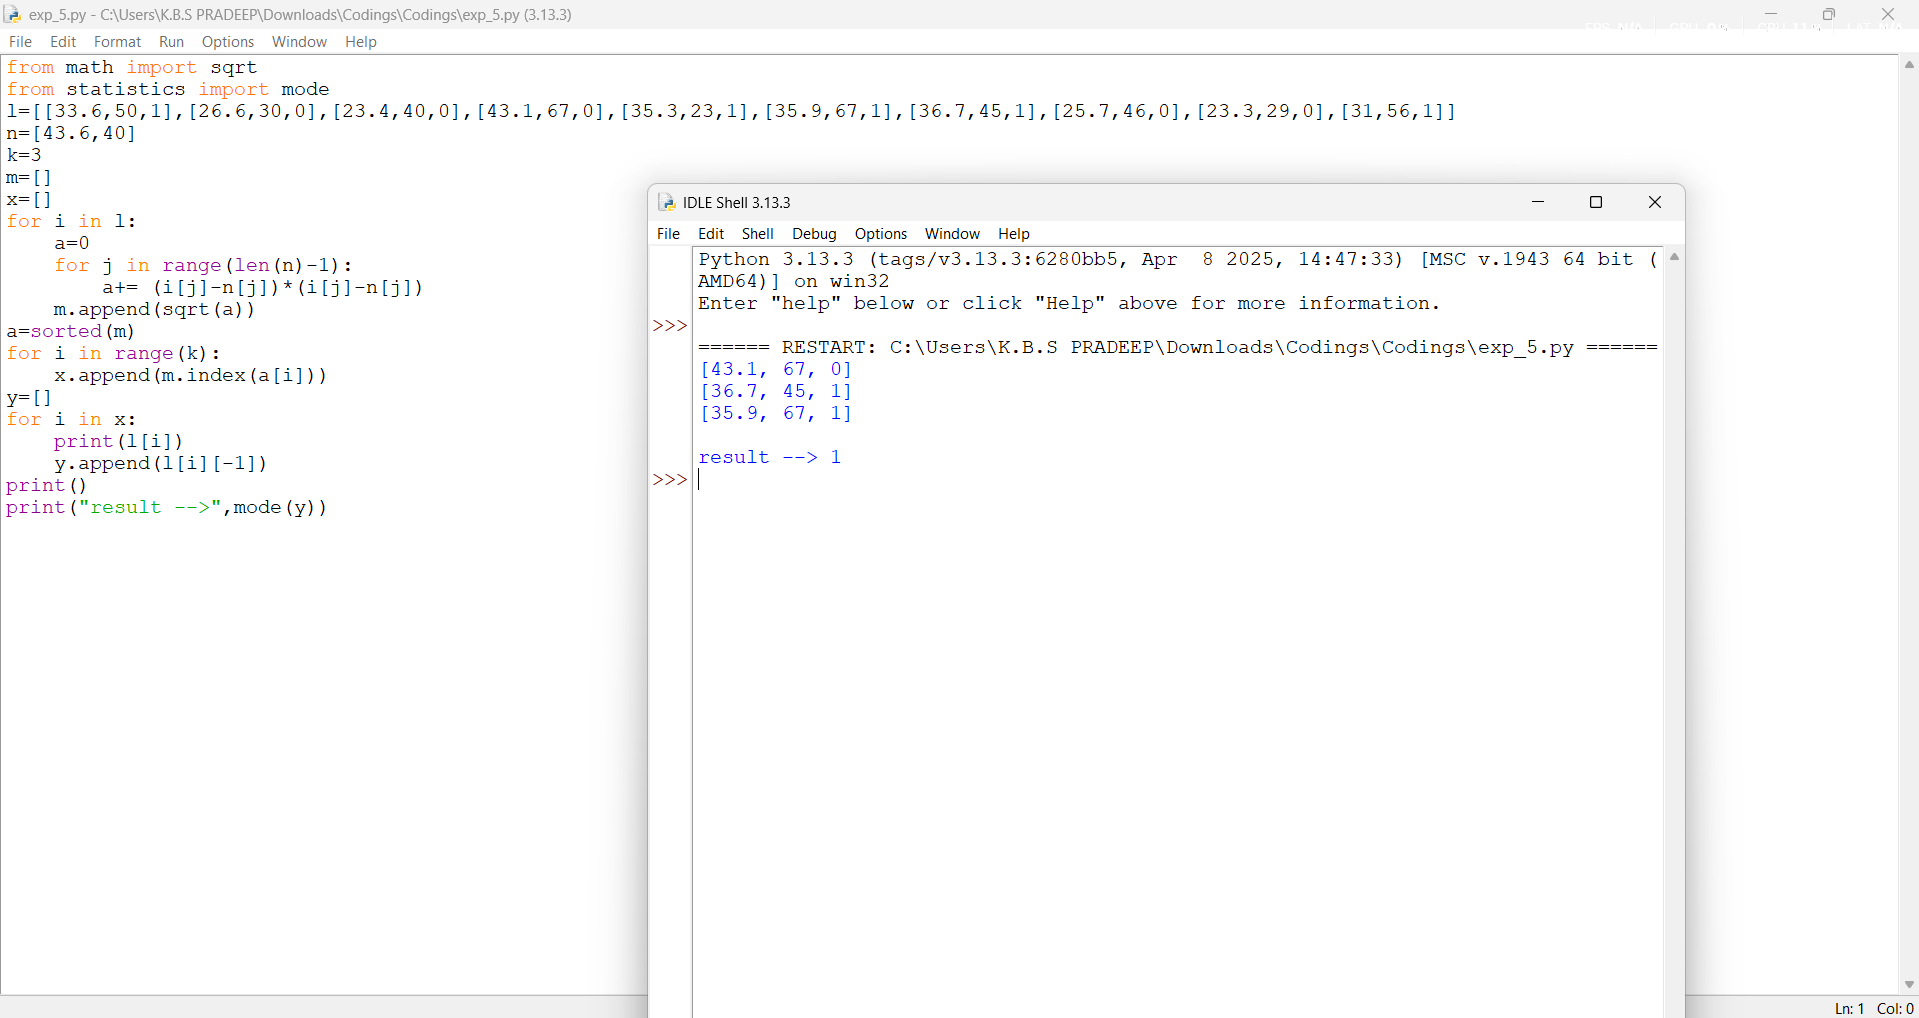 exp_5.py - C:\Users\K.B.S PRADEEP\Downloads\Codings\Codings\exp_5.py (3.13.3)
File Edit Format Run Options Window Help
from math import sqrt
from statistics import mode
l=[[33.6,50,1],[26.6,30,0],[23.4,40,0],[43.1,67,0],[35.3,23,1],[35.9,67,1],[36.7,45,1],[25.7,46,0],[23.3,29,0],[31,56,1]]
n=[43.6,40]
k=3
m=[]
x=[]
for i in l:
    a=0
    for j in range(len(n)-1):
        a+= (i[j]-n[j])*(i[j]-n[j])
    m.append(sqrt(a))
a=sorted(m)
for i in range(k):
    x.append(m.index(a[i]))
y=[]
for i in x:
    print(l[i])
    y.append(l[i][-1])
print()
print("result -->",mode(y))
IDLE Shell 3.13.3
File Edit Shell Debug Options Window Help
Python 3.13.3 (tags/v3.13.3:6280bb5, Apr  8 2025, 14:47:33) [MSC v.1943 64 bit (
AMD64)] on win32
Enter "help" below or click "Help" above for more information.
>>>
====== RESTART: C:\Users\K.B.S PRADEEP\Downloads\Codings\Codings\exp_5.py ======
[43.1, 67, 0]
[36.7, 45, 1]
[35.9, 67, 1]
result --> 1
>>>
Ln: 1 Col: 0